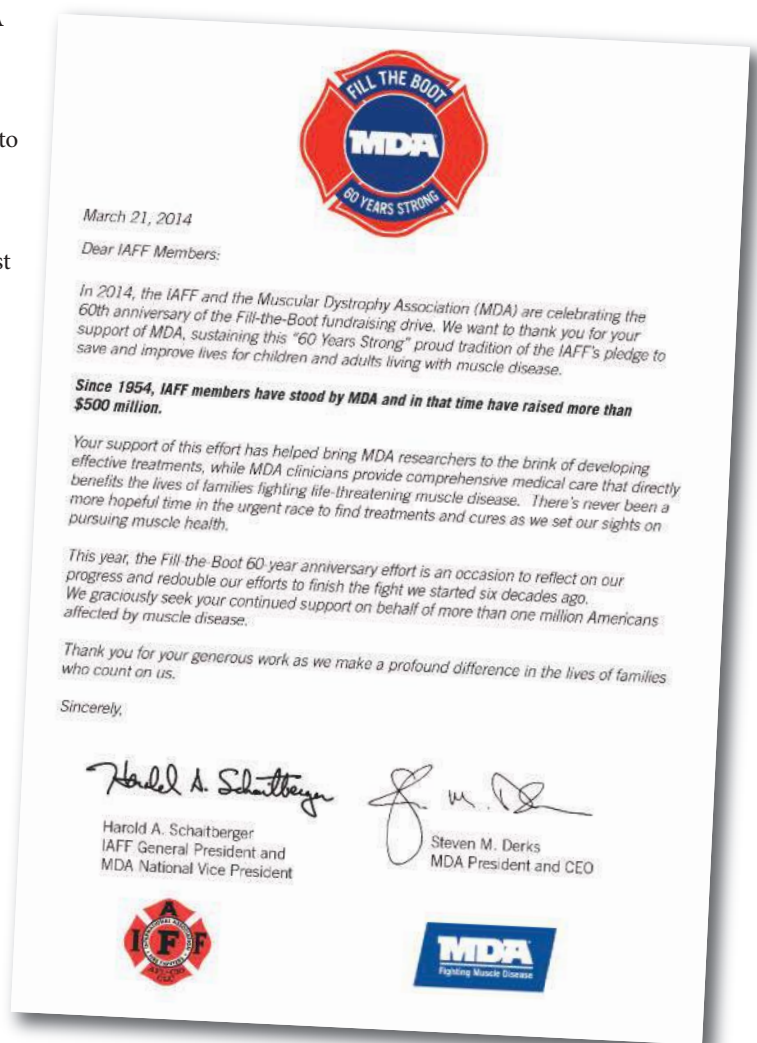 A
to
st
FILL THE BOOT
MDA
60 YEARS STRONG
March 21, 2014
Dear IAFF Members:
In 2014, the IAFF and the Muscular Dystrophy Association (MDA) are celebrating the
60th anniversary of the Fill-the-Boot fundraising drive. We want to thank you for your
support of MDA, sustaining this "60 Years Strong" proud tradition of the IAFF's pledge to
save and improve lives for children and adults living with muscle disease.
Since 1954, IAFF members have stood by MDA and in that time have raised more than
$500 million.
Your support of this effort has helped bring MDA researchers to the brink of developing
effective treatments, while MDA clinicians provide comprehensive medical care that directly
benefits the lives of families fighting life-threatening muscle disease. There's never been a
more hopeful time in the urgent race to find treatments and cures as we set our sights on
pursuing muscle health.
This year, the Fill-the-Boot 60-year anniversary effort is an occasion to reflect on our
progress and redouble our efforts to finish the fight we started six decades ago.
We graciously seek your continued support on behalf of more than one million Americans
affected by muscle disease.
Thank you for your generous work as we make a profound difference in the lives of families
who count on us.
Sincerely,
Harold A. Schaitberger
Harold A. Schaitberger
IAFF General President and
MDA National Vice President
Steven M. Derks
MDA President and CEO
I A F F
INTERNATIONAL ASSOCIATION
FIRE FIGHTERS
AFL-CIO
CLC
MDA
Fighting Muscle Disease